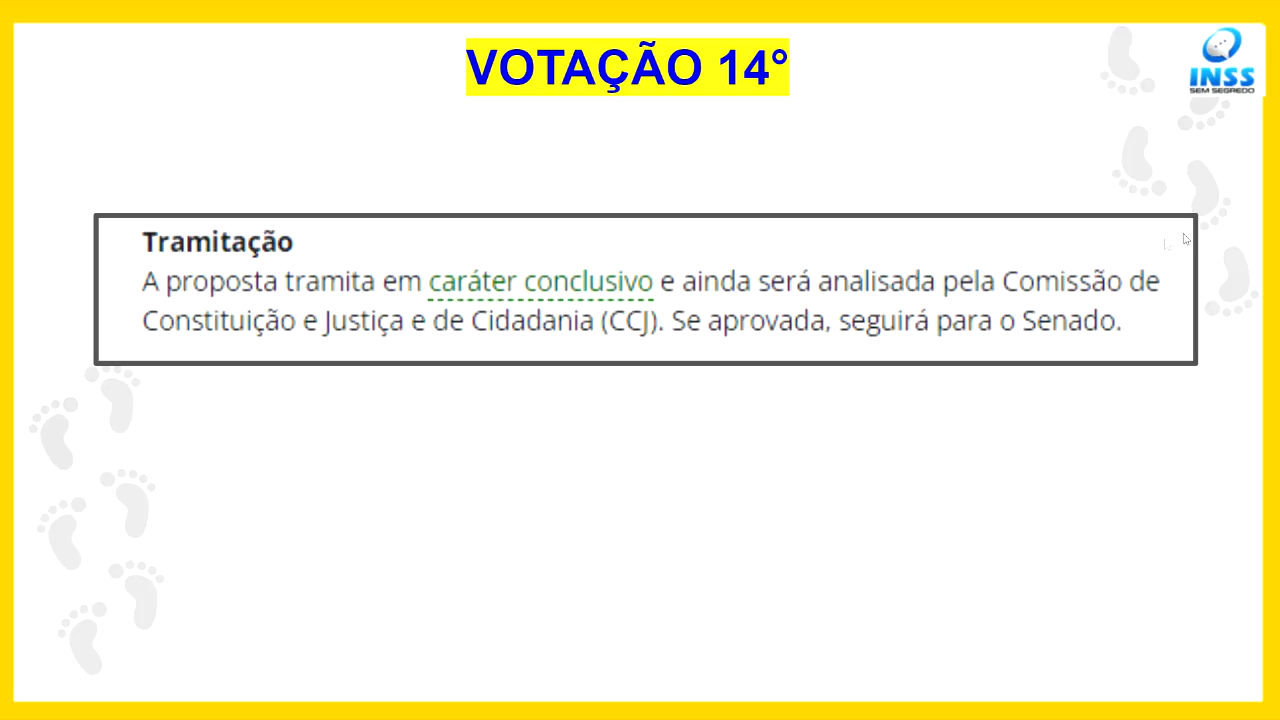 VOTAÇÃO 14°
INSS
SEM SEGREDO
Tramitação
A proposta tramita em caráter conclusivo e ainda será analisada pela Comissão de
Constituição e Justiça e de Cidadania (CCJ). Se aprovada, seguirá para o Senado.